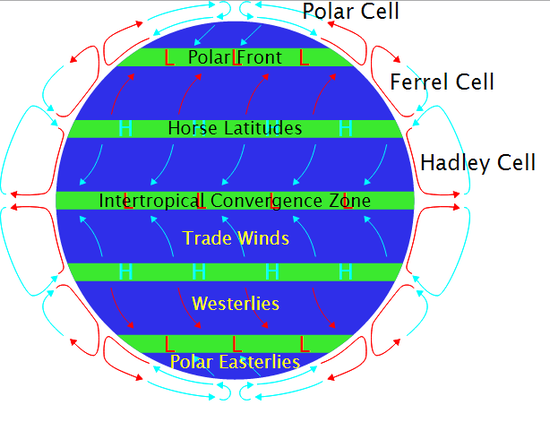 Polar Cell
L L L
Polar Front
Ferrel Cell
H H H H
Horse Latitudes
Hadley Cell
L L L L
Intertropical Convergence Zone
Trade Winds
H H H H
Westerlies
L L L
Polar Easterlies